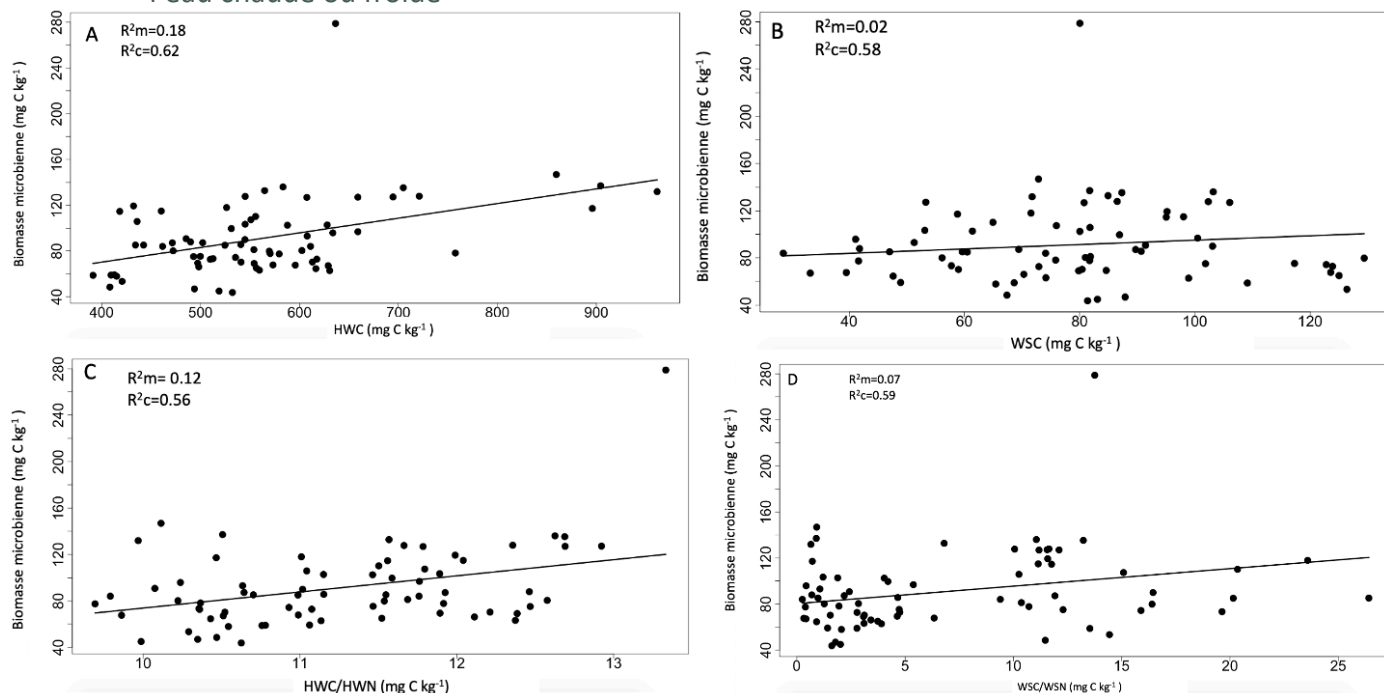 l'eau chaude ou froide
A
R²m=0.18
R²c=0.62
Biomasse microbienne (mg C kg⁻¹)
280
240
200
160
120
80
40
400 500 600 700 800 900
HWC (mg C kg⁻¹)
B
R²m=0.02
R²c=0.58
Biomasse microbienne (mg C kg⁻¹)
280
240
200
160
120
80
40
40 60 80 100 120
WSC (mg C kg⁻¹)
C
R²m= 0.12
R²c=0.56
Biomasse microbienne (mg C kg⁻¹)
280
240
200
160
120
80
40
10 11 12 13
HWC/HWN (mg C kg⁻¹)
D
R²m=0.07
R²c=0.59
Biomasse microbienne (mg C kg⁻¹)
280
240
200
160
120
80
40
0 5 10 15 20 25
WSC/WSN (mg C kg⁻¹)